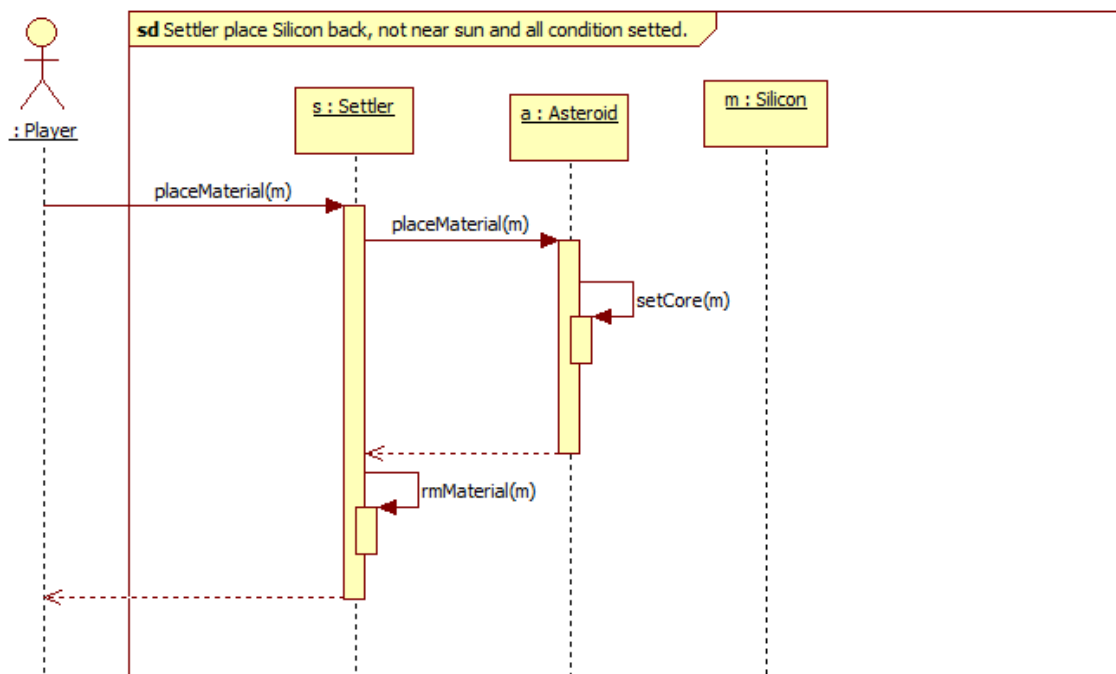 sd Settler place Silicon back, not near sun and all condition setted.
: Player
s : Settler
a : Asteroid
m : Silicon
placeMaterial(m)
placeMaterial(m)
setCore(m)
rmMaterial(m)